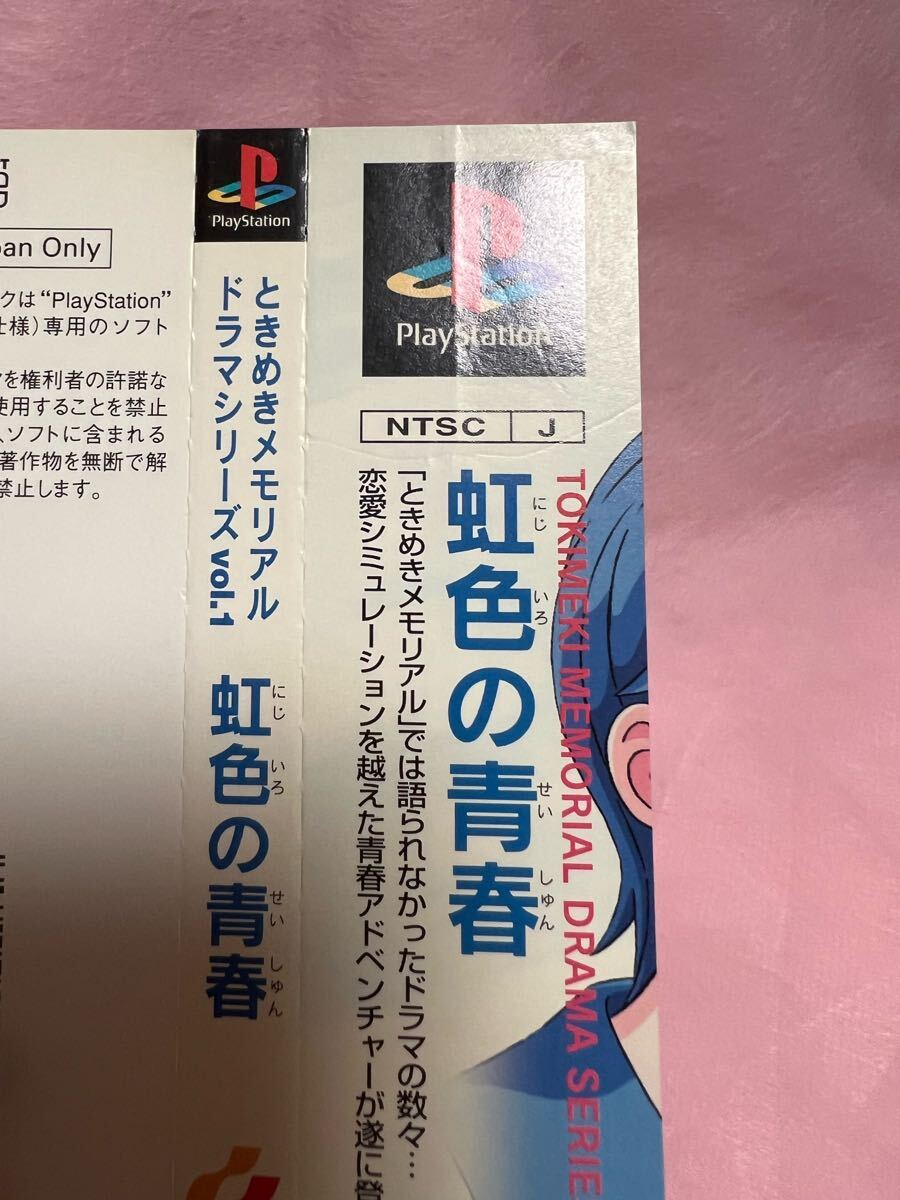 pan Only
クは“PlayStation”
仕様）専用のソフト
を権利者の許諾な
使用することを禁止
、ソフトに含まれる
著作物を無断で解
禁止します。
PlayStation
ときめきメモリアル
ドラマシリーズ vol.1
虹色の青春
にじ いろ せい しゅん
PlayStation
NTSC J
TOKIMEKI MEMORIAL DRAMA SERIE
虹色の青春
にじ いろ せい しゅん
「ときめきメモリアル」では語られなかったドラマの数々…
恋愛シミュレーションを越えた青春アドベンチャーが遂に登